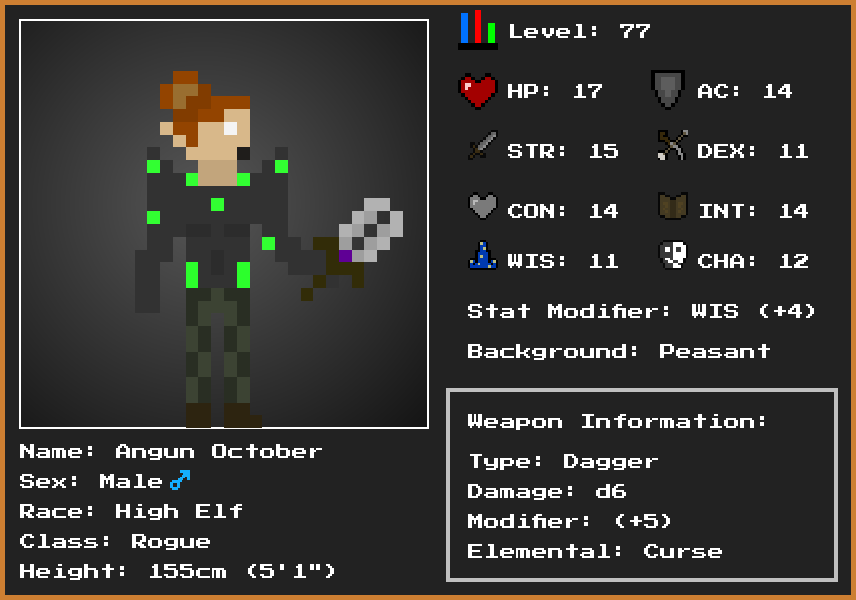 Level: 77
HP: 17 AC: 14
STR: 15 DEX: 11
CON: 14 INT: 14
WIS: 11 CHA: 12
Stat Modifier: WIS (+4)
Background: Peasant
Weapon Information:
Type: Dagger
Damage: d6
Modifier: (+5)
Elemental: Curse
Name: Angun October
Sex: Male♂
Race: High Elf
Class: Rogue
Height: 155cm (5'1")